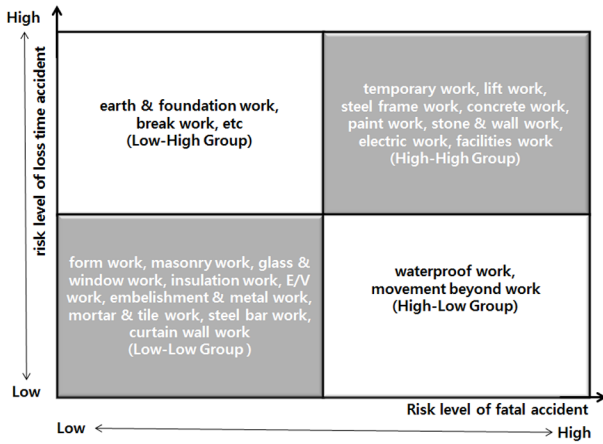 High
risk level of loss time accident
earth & foundation work,
break work, etc
(Low-High Group)
temporary work, lift work,
steel frame work, concrete work,
paint work, stone & wall work,
electric work, facilities work
(High-High Group)
form work, masonry work, glass &
window work, insulation work, E/V
work, embelishment & metal work,
mortar & tile work, steel bar work,
curtain wall work
(Low-Low Group )
waterproof work,
movement beyond work
(High-Low Group)
Low
Risk level of fatal accident
Low
High